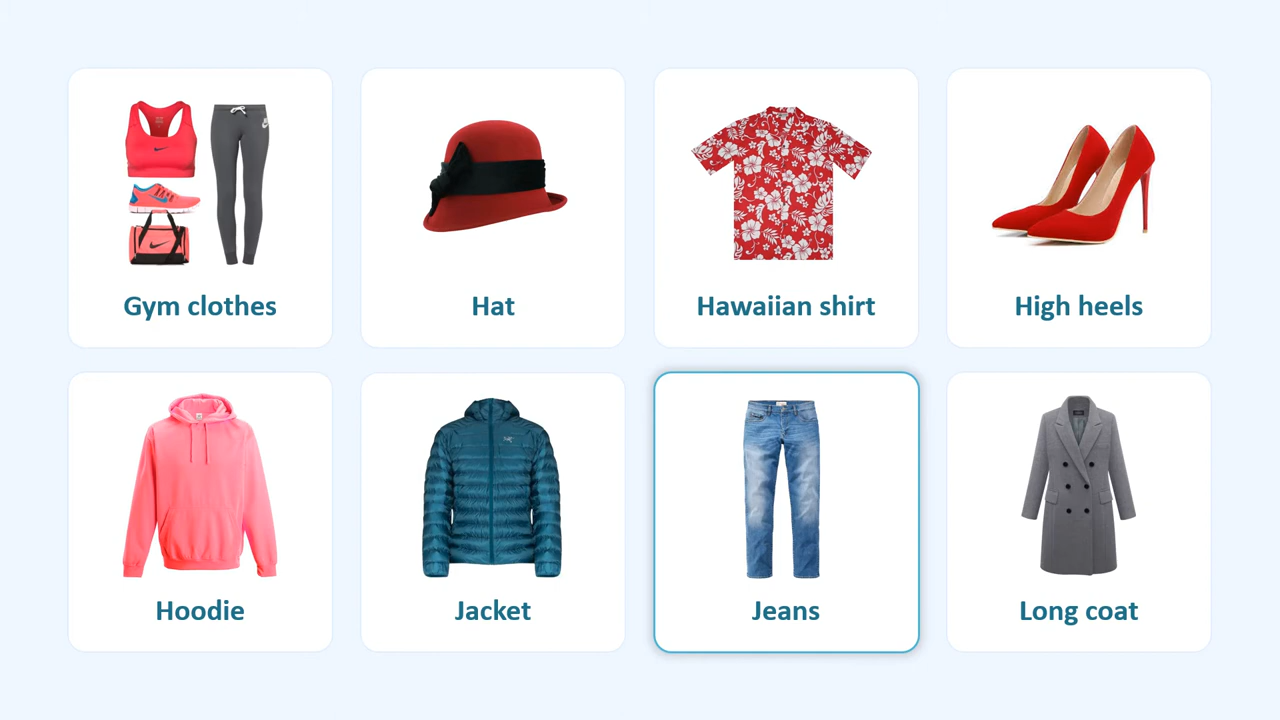 Gym clothes
Hat
Hawaiian shirt
High heels
Hoodie
Jacket
Jeans
Long coat